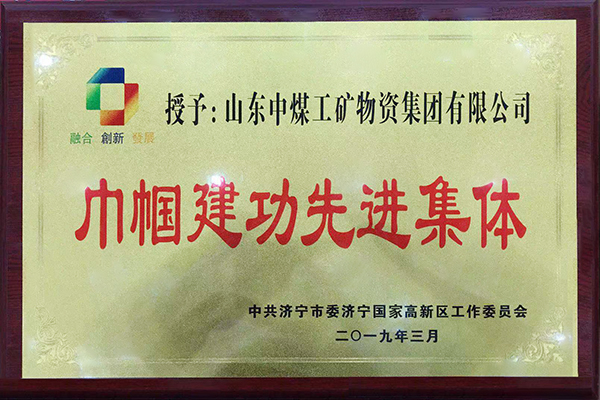 授予：山东中煤工矿物资集团有限公司
融合 創新 發展
巾帼建功先进集体
中共济宁市委济宁国家高新区工作委员会
二〇一九年三月